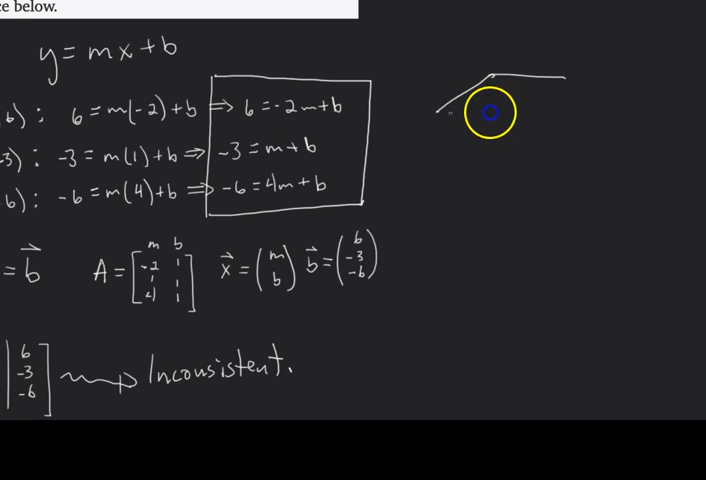 ce below.
y = mx + b
b): 6 = m(-2) + b ⇒ 6 = -2m + b
-3): -3 = m(1) + b ⇒ -3 = m + b
b): -6 = m(4) + b ⇒ -6 = 4m + b
m b
= b⃗ A = [-2 1; 1 1; 4 1] x⃗ = (m; b) b⃗ = (6; -3; -6)
6
-3 Inconsistent.
-6